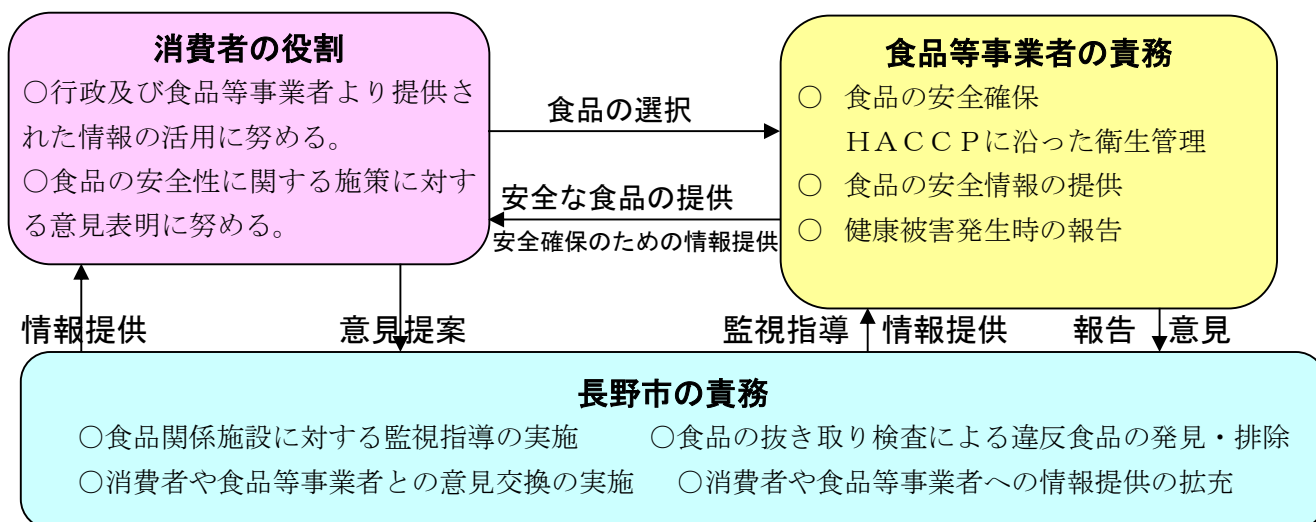 消費者の役割
○行政及び食品等事業者より提供さ
れた情報の活用に努める。
○食品の安全性に関する施策に対す
る意見表明に努める。
食品の選択
安全な食品の提供
安全確保のための情報提供
食品等事業者の責務
○ 食品の安全確保
HACCPに沿った衛生管理
○ 食品の安全情報の提供
○ 健康被害発生時の報告
情報提供
意見提案
監視指導 情報提供
報告 意見
長野市の責務
○食品関係施設に対する監視指導の実施 ○食品の抜き取り検査による違反食品の発見・排除
○消費者や食品等事業者との意見交換の実施 ○消費者や食品等事業者への情報提供の拡充